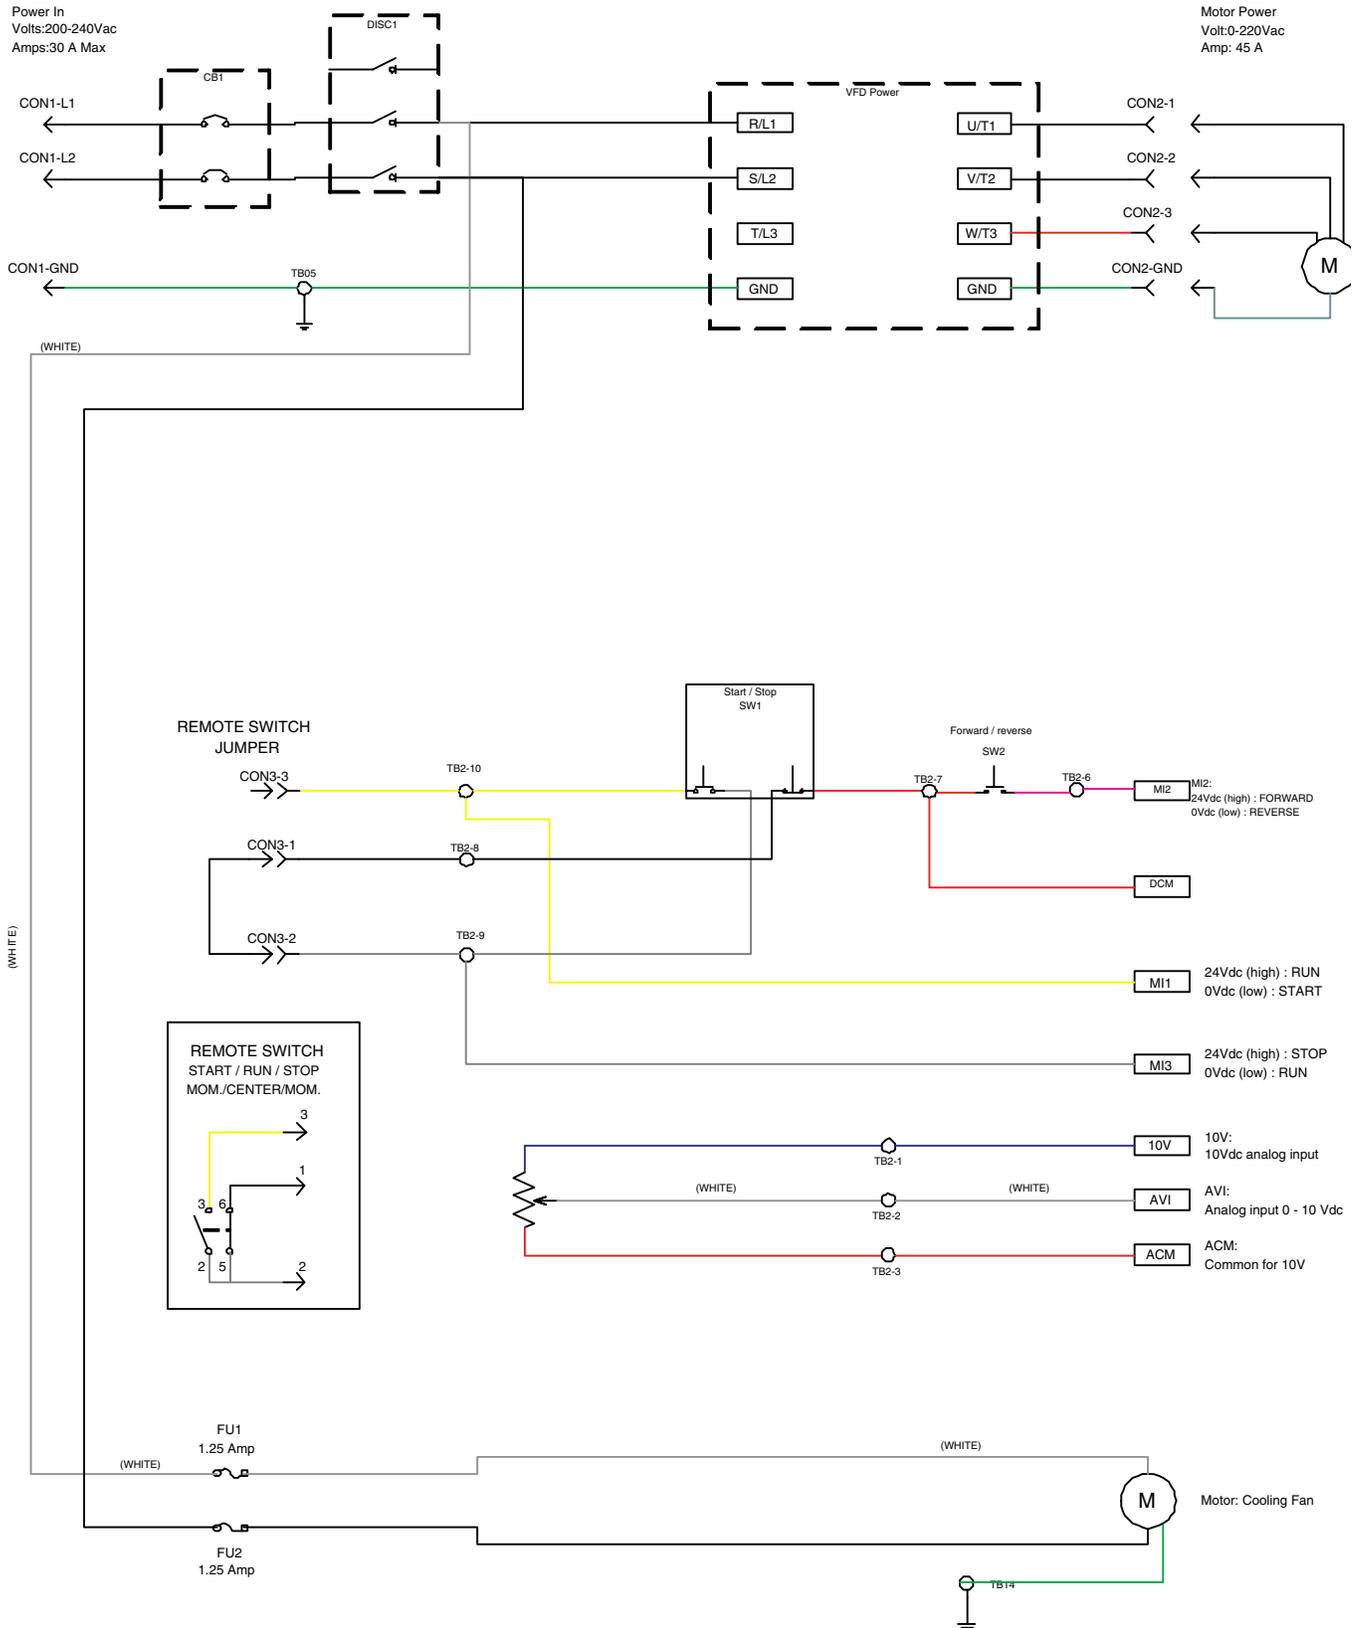 Power In
Volts:200-240Vac
Amps:30 A Max
DISC1
Motor Power
Volt:0-220Vac
Amp: 45 A
CB1
VFD Power
CON1-L1
R/L1
U/T1
CON2-1
CON1-L2
S/L2
V/T2
CON2-2
T/L3
W/T3
CON2-3
M
CON1-GND
TB05
GND
GND
CON2-GND
(WHITE)
(WHITE)
Start / Stop
SW1
REMOTE SWITCH
JUMPER
Forward / reverse
SW2
CON3-3
TB2-10
TB2-7
TB2-6
MI2
MI2:
24Vdc (high) : FORWARD
0Vdc (low) : REVERSE
CON3-1
TB2-8
DCM
CON3-2
TB2-9
MI1
24Vdc (high) : RUN
0Vdc (low) : START
MI3
24Vdc (high) : STOP
0Vdc (low) : RUN
REMOTE SWITCH
START / RUN / STOP
MOM./CENTER/MOM.
3
1
3 6
2 5
2
TB2-1
10V
10V:
10Vdc analog input
(WHITE)
TB2-2
(WHITE)
AVI
AVI:
Analog input 0 - 10 Vdc
TB2-3
ACM
ACM:
Common for 10V
FU1
1.25 Amp
(WHITE)
(WHITE)
M
Motor: Cooling Fan
FU2
1.25 Amp
TB14